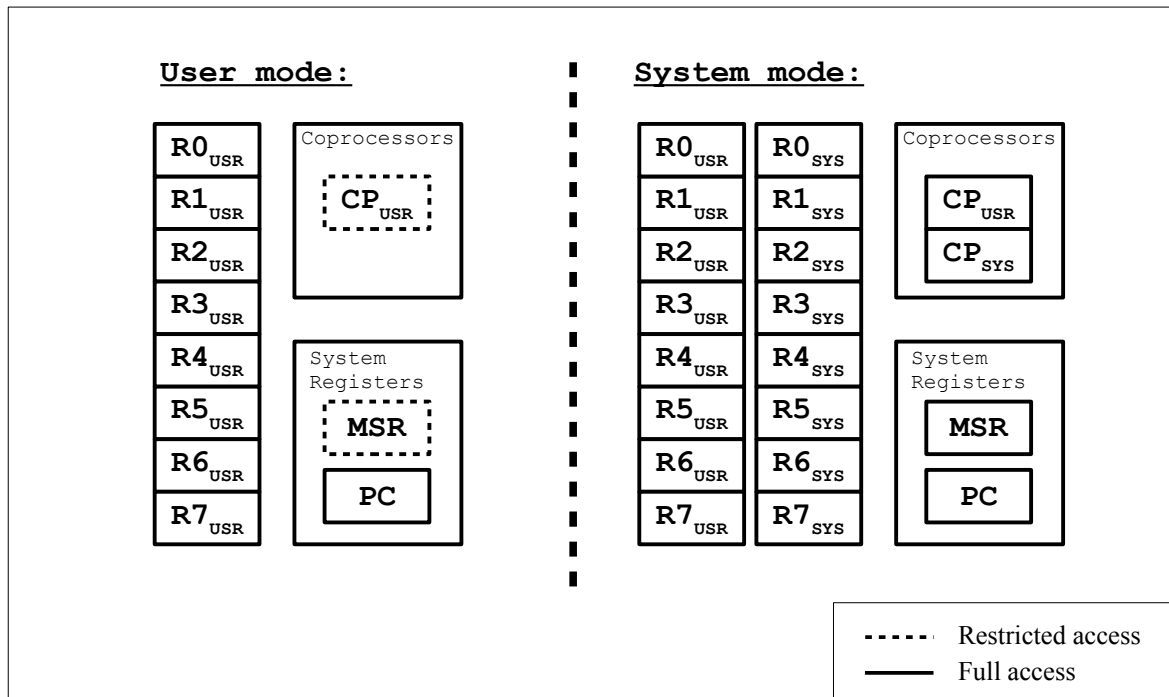 User mode:
R0USR
R1USR
R2USR
R3USR
R4USR
R5USR
R6USR
R7USR
Coprocessors
CPUSR
System
Registers
MSR
PC
System mode:
R0USR
R1USR
R2USR
R3USR
R4USR
R5USR
R6USR
R7USR
R0SYS
R1SYS
R2SYS
R3SYS
R4SYS
R5SYS
R6SYS
R7SYS
Coprocessors
CPUSR
CPSYS
System
Registers
MSR
PC
Restricted access
Full access